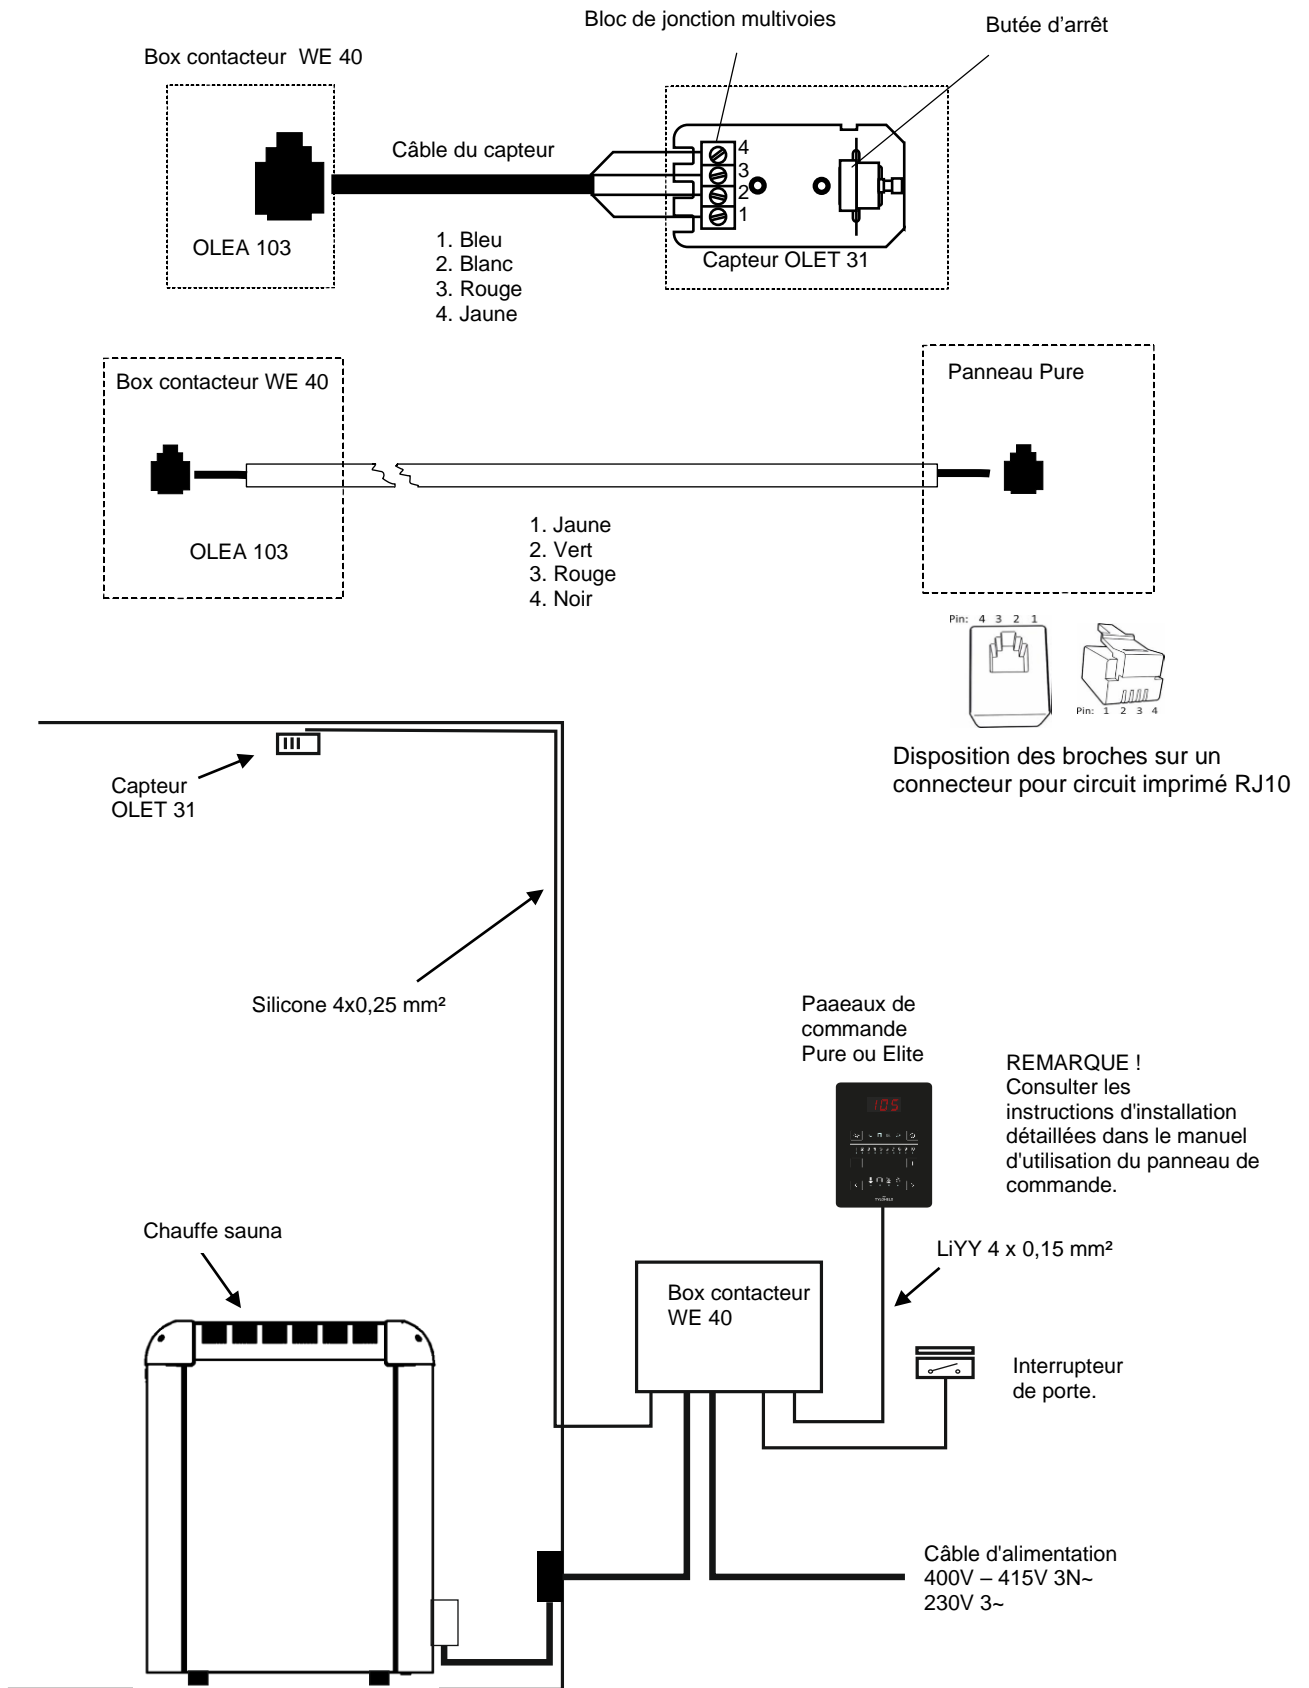 Bloc de jonction multivoies
Butée d'arrêt
Box contacteur  WE 40
Câble du capteur
4
3
2
1
OLEA 103
1. Bleu
2. Blanc
3. Rouge
4. Jaune
Capteur OLET 31
Box contacteur WE 40
Panneau Pure
OLEA 103
1. Jaune
2. Vert
3. Rouge
4. Noir
Pin: 4 3 2 1
Pin: 1 2 3 4
Disposition des broches sur un
connecteur pour circuit imprimé RJ10
Capteur
OLET 31
Silicone 4x0,25 mm²
Paaeaux de
commande
Pure ou Elite
REMARQUE !
Consulter les
instructions d'installation
détaillées dans le manuel
d'utilisation du panneau de
commande.
105
Chauffe sauna
LiYY 4 x 0,15 mm²
Box contacteur
WE 40
Interrupteur
de porte.
Câble d'alimentation
400V – 415V 3N~
230V 3~